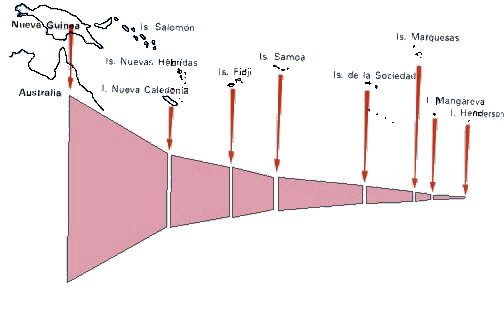 Nueva Guinea
Is. Salomón
Is. Nuevas Hébridas
I. Nueva Caledonia
Australia
Is. Fidji
Is. Samoa
Is. de la Sociedad
Is. Marquesas
I. Mangareva
I. Henderson